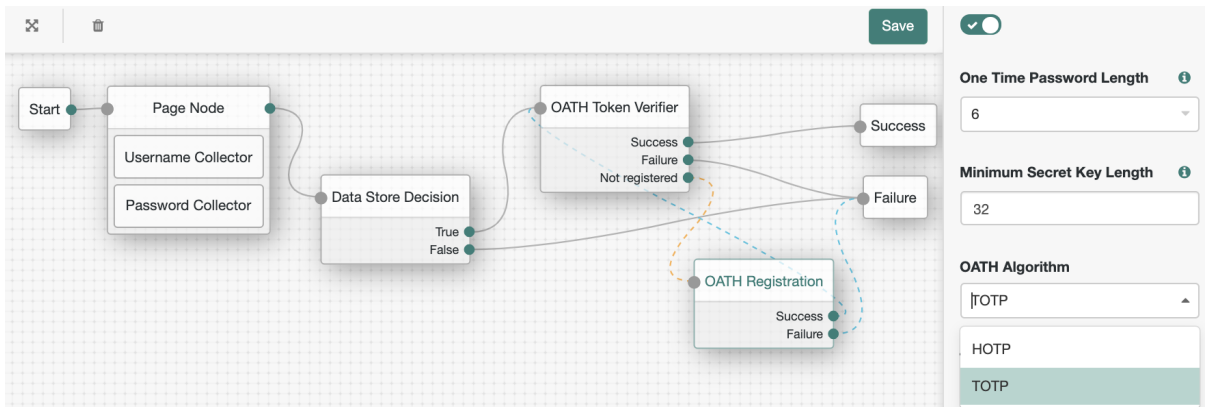 Save
Start
Page Node
Username Collector
Password Collector
Data Store Decision
True
False
OATH Token Verifier
Success
Failure
Not registered
OATH Registration
Success
Failure
Success
Failure
One Time Password Length
6
Minimum Secret Key Length
32
OATH Algorithm
TOTP
HOTP
TOTP